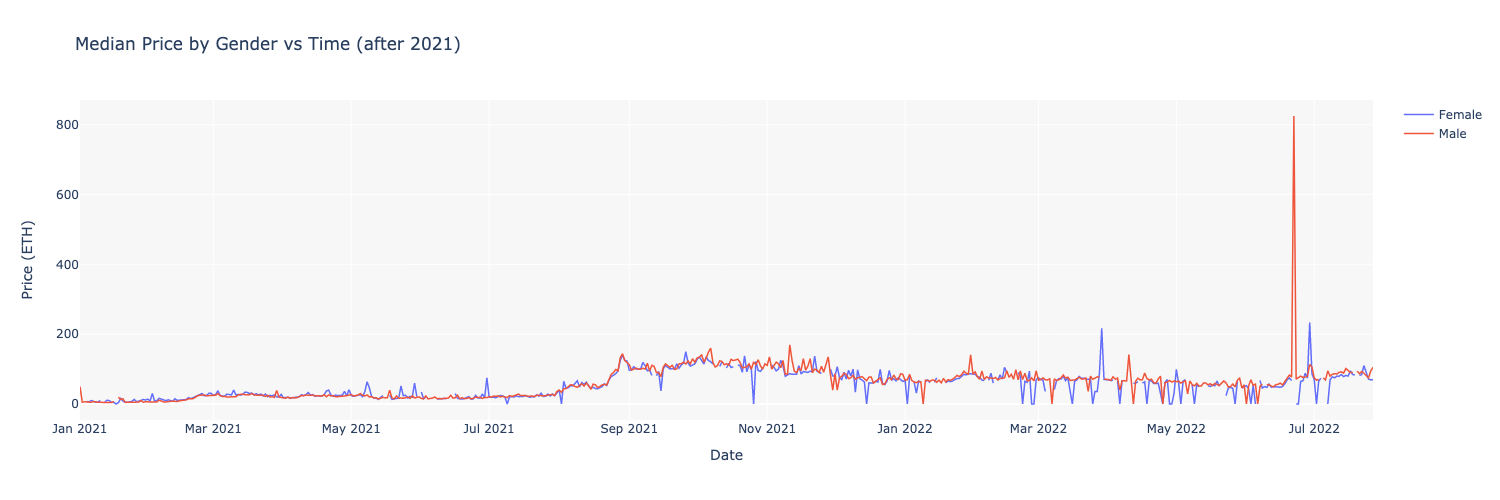 Median Price by Gender vs Time (after 2021)
Price (ETH)
800
600
400
200
0
Female
Male
Jan 2021
Mar 2021
May 2021
Jul 2021
Sep 2021
Nov 2021
Jan 2022
Mar 2022
May 2022
Jul 2022
Date